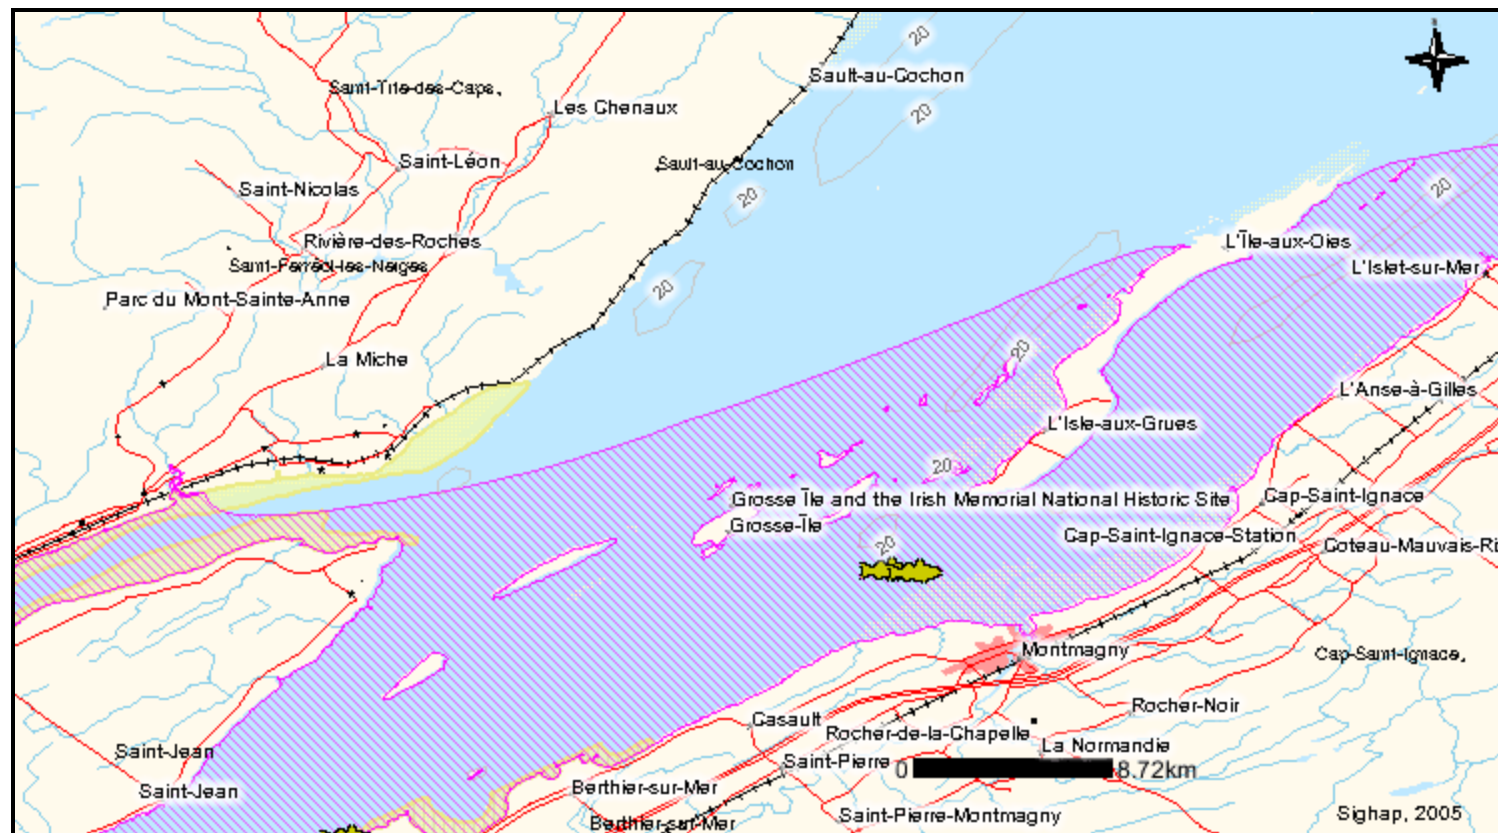 20
Sault-au-Cochon
Saint-Tite-des-Caps,
Les Chenaux
20
Saint-Léon
Sault-au-Cochon
Saint-Nicolas
20
20
Rivière-des-Roches
L'Île-aux-Oies
Saint-Ferréol-les-Neiges
L'Islet-sur-Mer
Parc du Mont-Sainte-Anne
20
20
La Miche
L'Anse-à-Gilles
L'Isle-aux-Grues
20
Grosse Île and the Irish Memorial National Historic Site
Cap-Saint-Ignace
Grosse-Île
Cap-Saint-Ignace-Station
20
Coteau-Mauvais-Ri
Montmagny
Cap-Saint-Ignace,
Rocher-Noir
Casault
Rocher-de-la-Chapelle
Saint-Jean
La Normandie
Saint-Pierre
0 8.72km
Saint-Jean
Berthier-sur-Mer
Saint-Pierre-Montmagny
Sighap, 2005
Berthier-sur-Mer